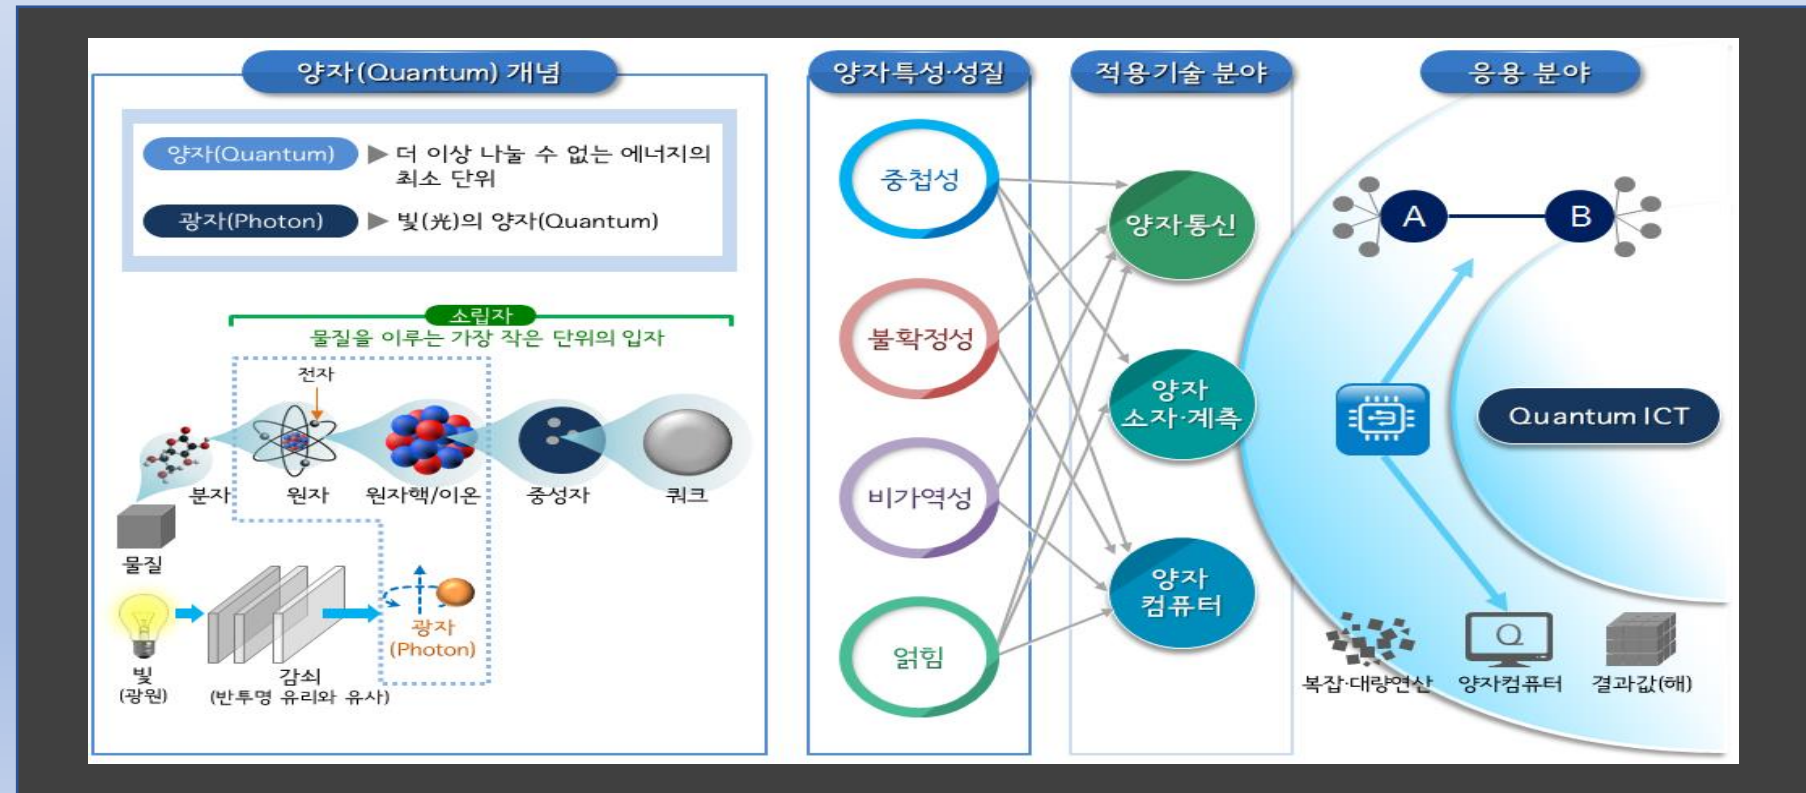 양자(Quantum) 개념
양자(Quantum) ▶ 더 이상 나눌 수 없는 에너지의
최소 단위
광자(Photon) ▶ 빛(光)의 양자(Quantum)
소립자
물질을 이루는 가장 작은 단위의 입자
전자
분자
원자
원자핵/이온
중성자
쿼크
물질
빛
(광원)
감쇠
(반투명 유리와 유사)
광자
(Photon)
양자특성·성질
중첩성
불확정성
비가역성
얽힘
적용기술 분야
양자통신
양자
소자·계측
양자
컴퓨터
응용 분야
A
B
Quantum ICT
Q
복잡·대량연산
양자컴퓨터
결과값(해)